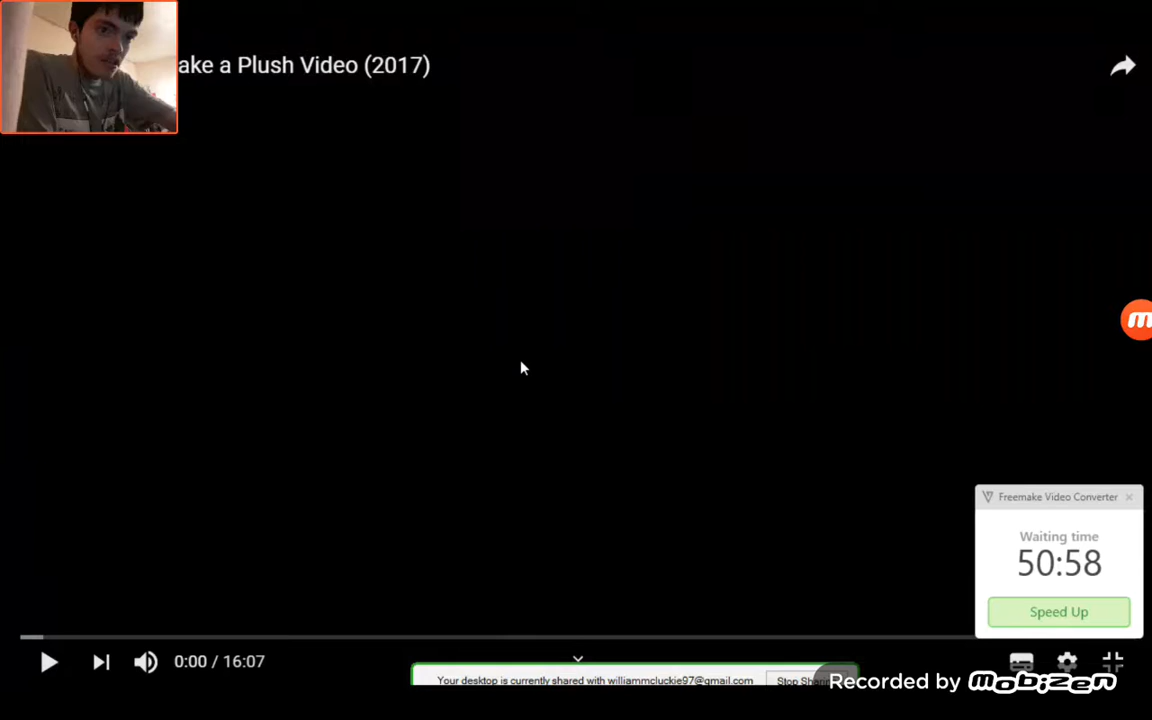 ake a Plush Video (2017)
Freemake Video Converter
Waiting time
50:58
Speed Up
0:00 / 16:07
Your desktop is currently shared with williammcluckie97@gmail.com
Stop
Recorded by mobizen